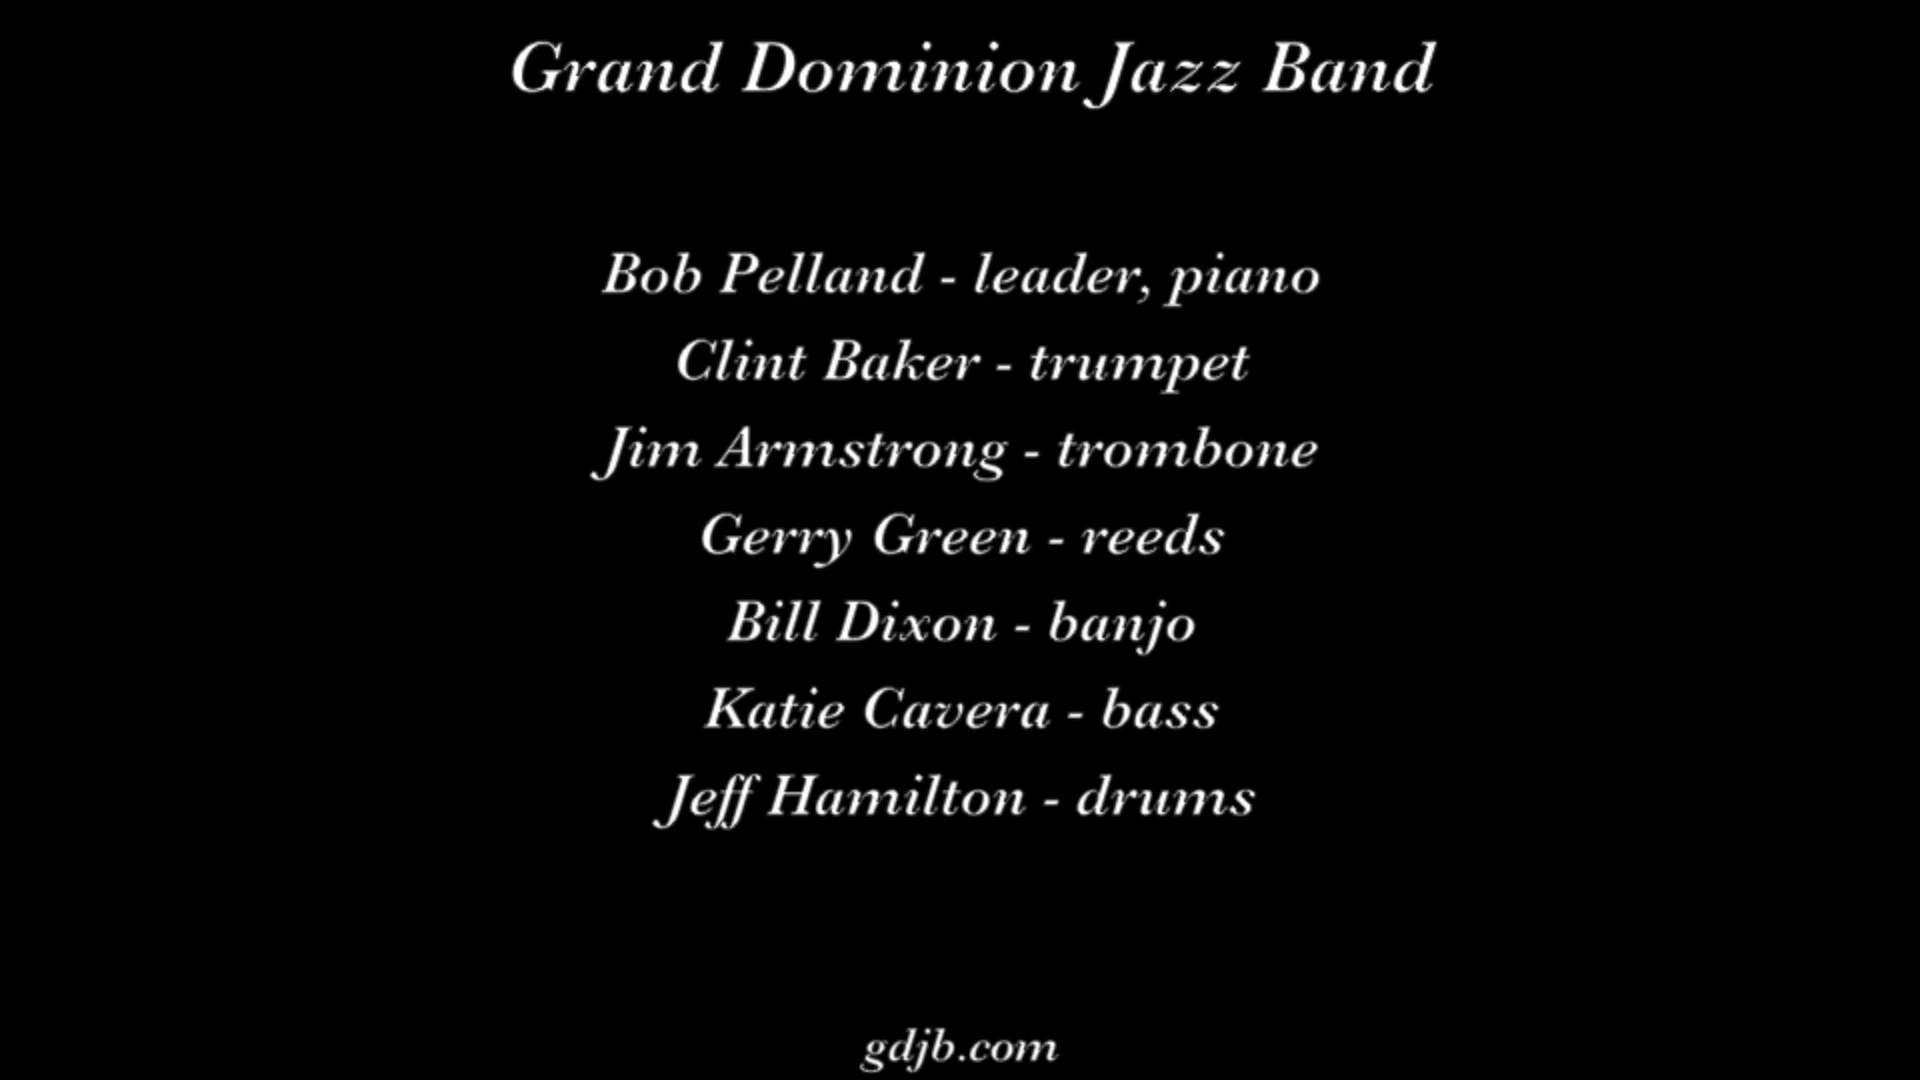 Grand Dominion Jazz Band
Bob Pelland - leader, piano
Clint Baker - trumpet
Jim Armstrong - trombone
Gerry Green - reeds
Bill Dixon - banjo
Katie Cavera - bass
Jeff Hamilton - drums
gdjb.com